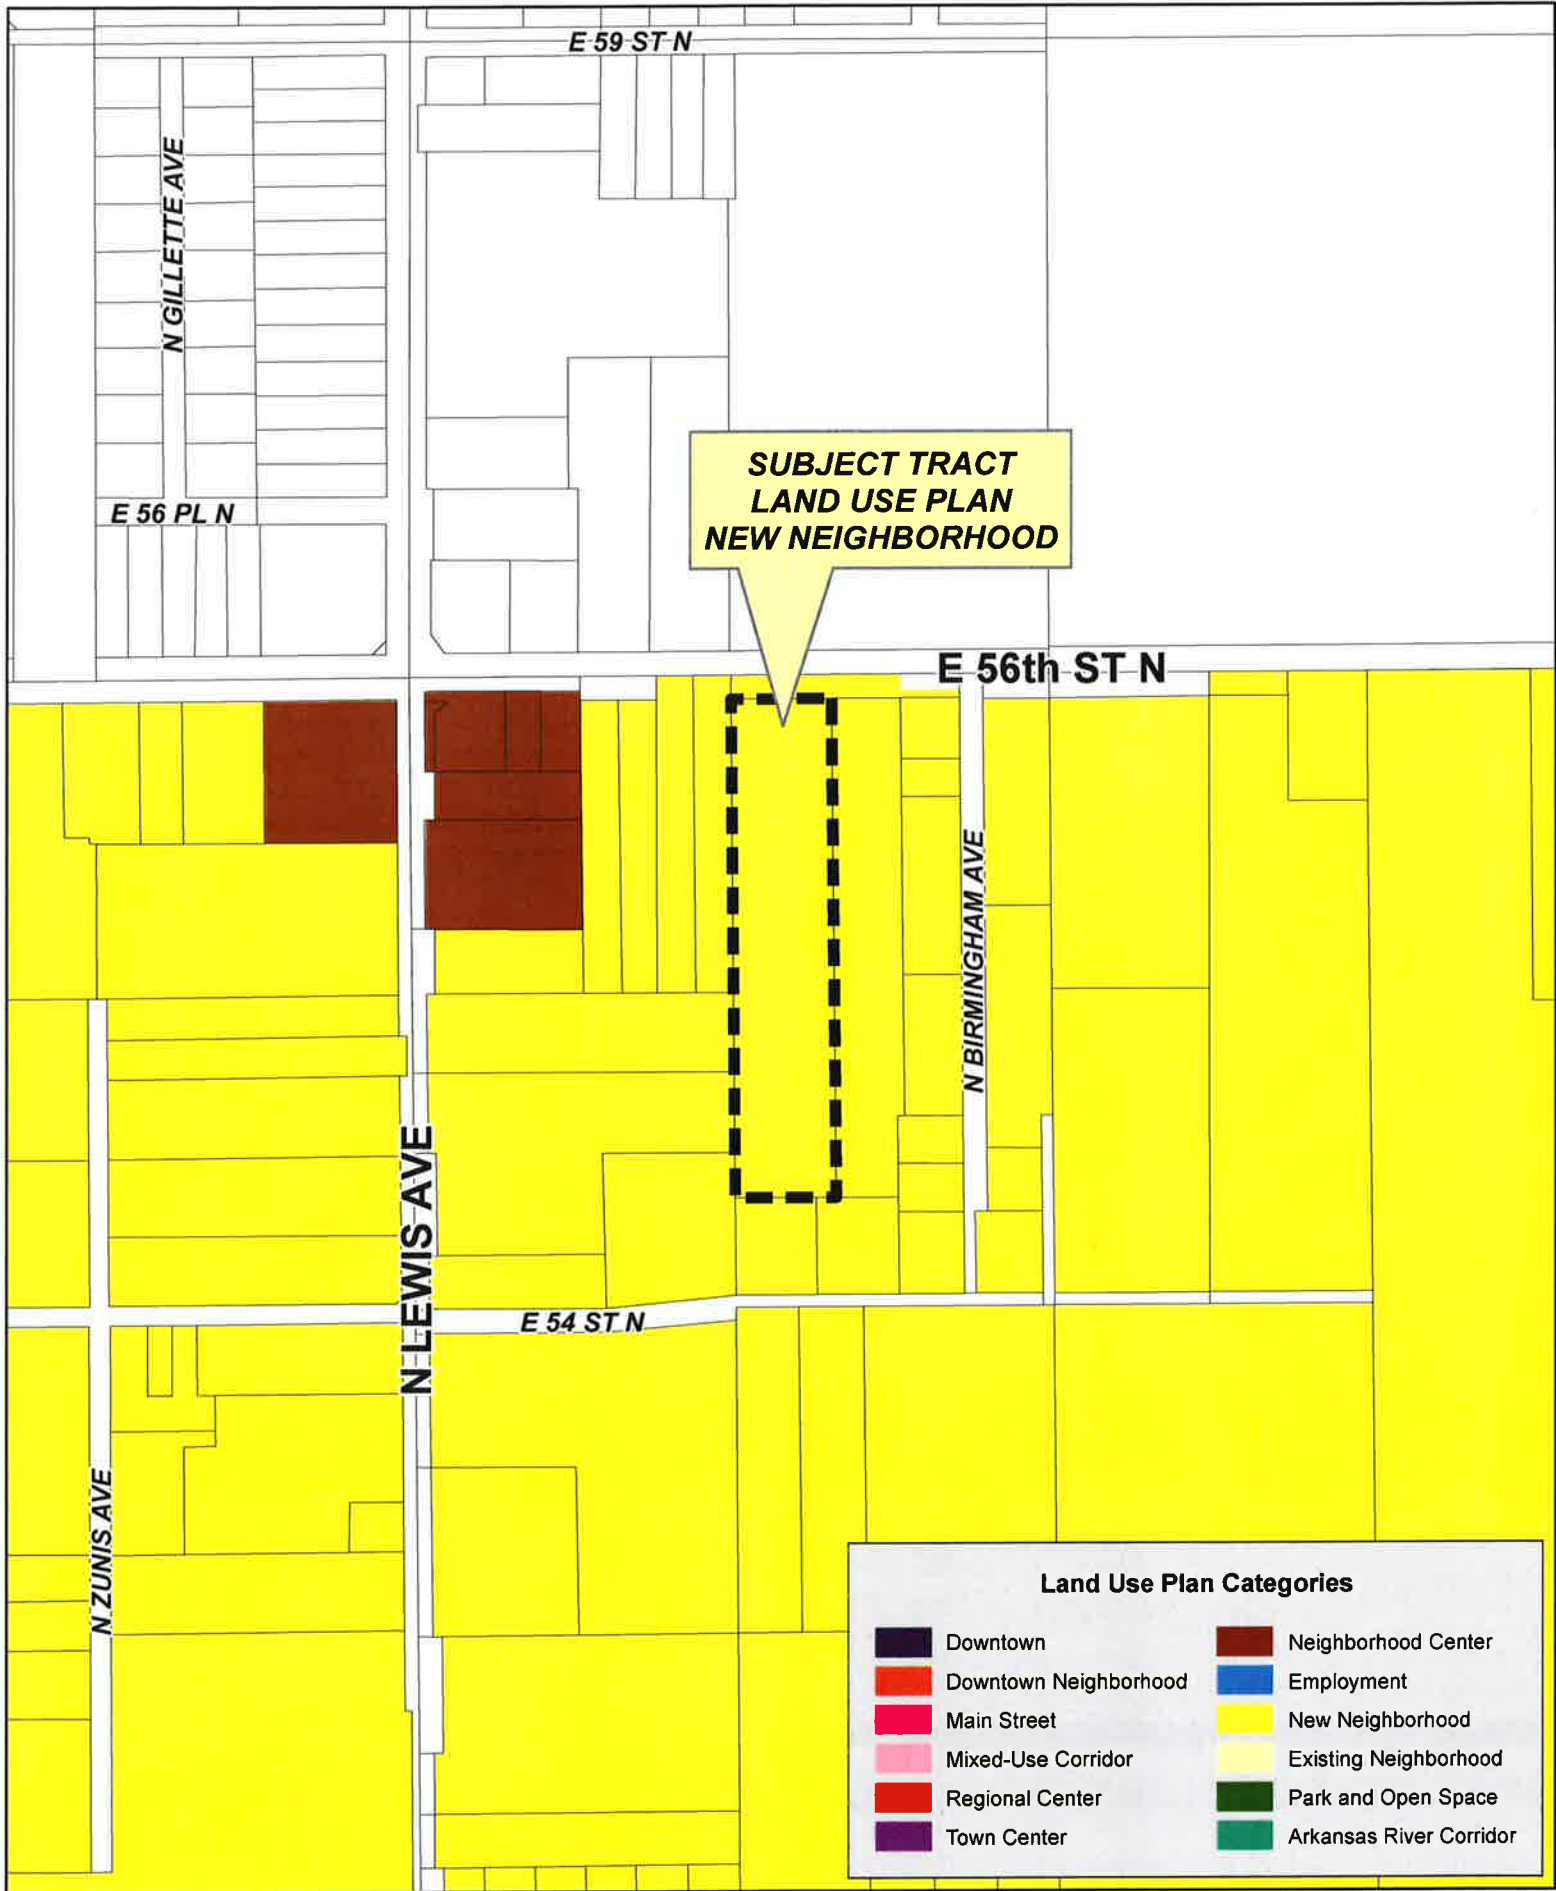 E 59 ST N
N GILLETTE AVE
SUBJECT TRACT
LAND USE PLAN
NEW NEIGHBORHOOD
E 56 PL N
E 56th ST N
N BIRMINGHAM AVE
N LEWIS AVE
E 54 ST N
N ZUNIS AVE
Land Use Plan Categories
Downtown
Downtown Neighborhood
Main Street
Mixed-Use Corridor
Regional Center
Town Center
Neighborhood Center
Employment
New Neighborhood
Existing Neighborhood
Park and Open Space
Arkansas River Corridor